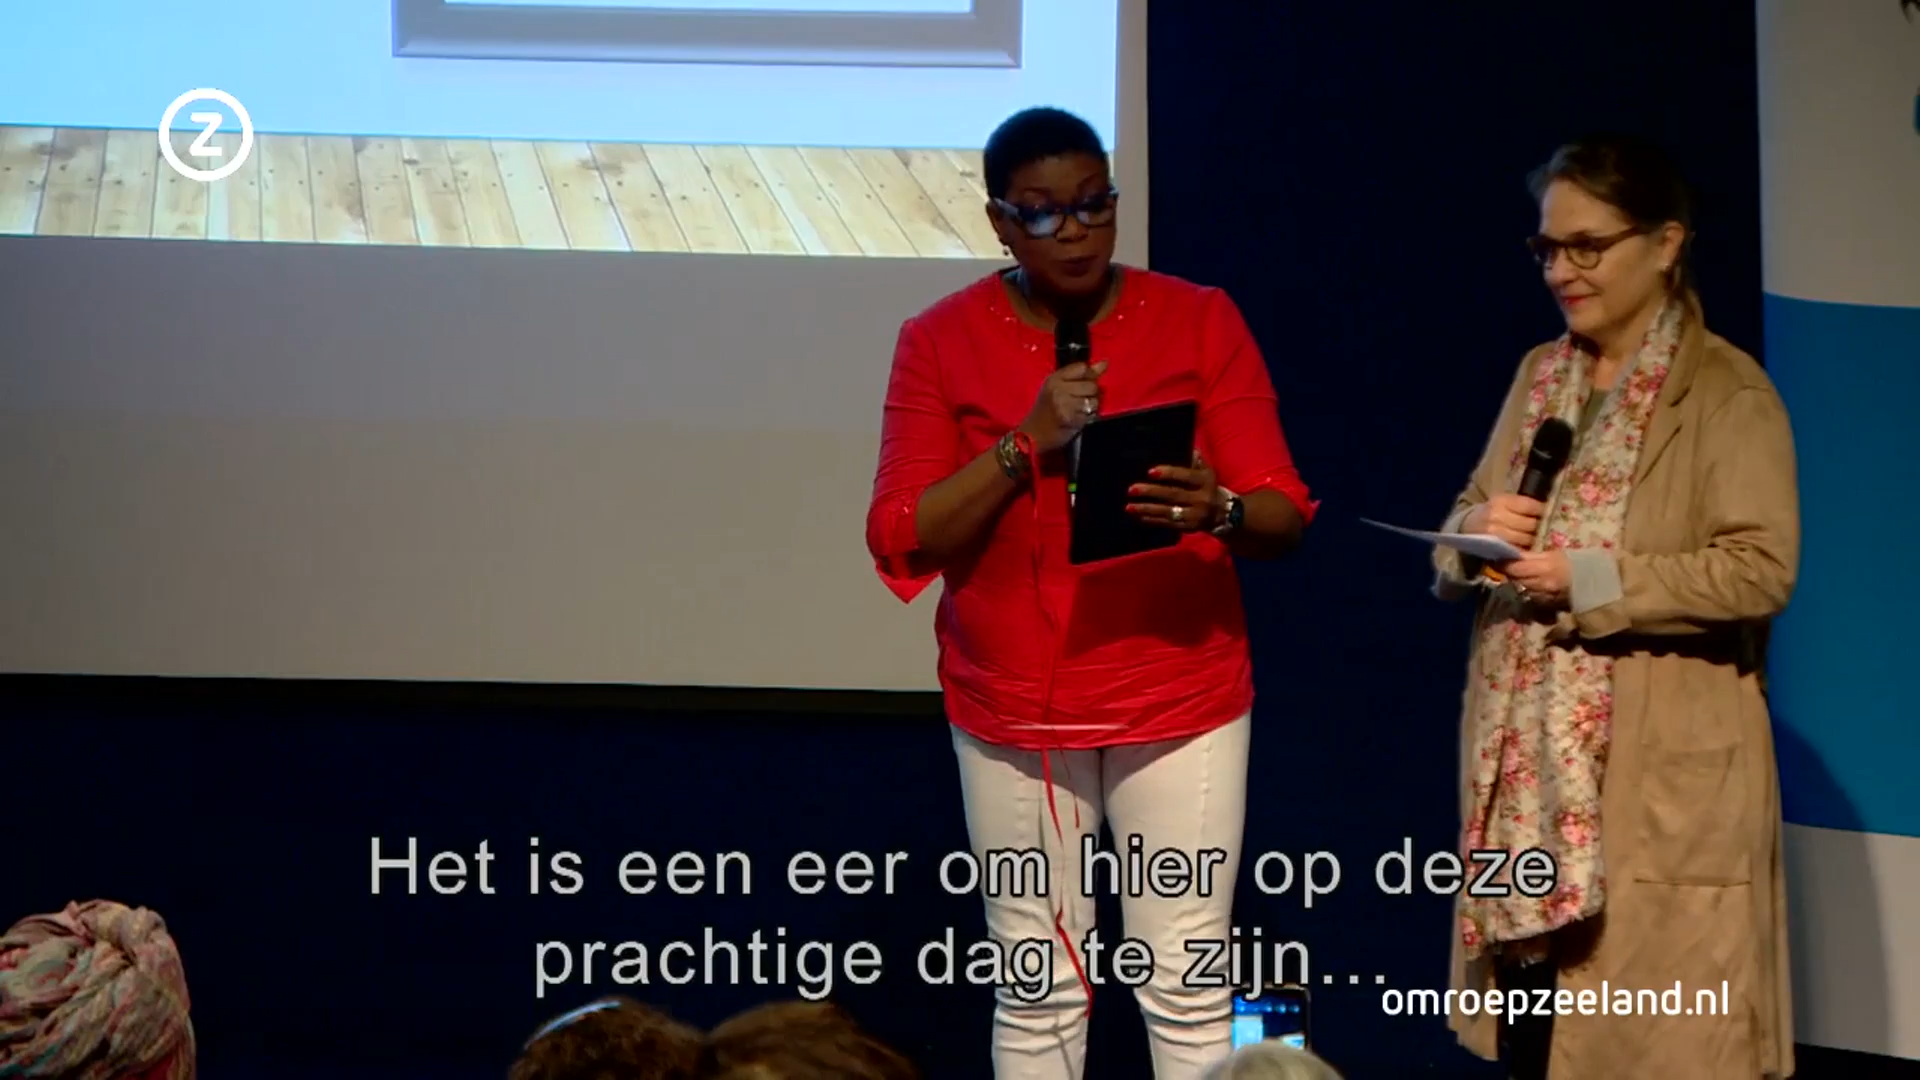 Z
Het is een eer om hier op deze
prachtige dag te zijn...
omroepzeeland.nl